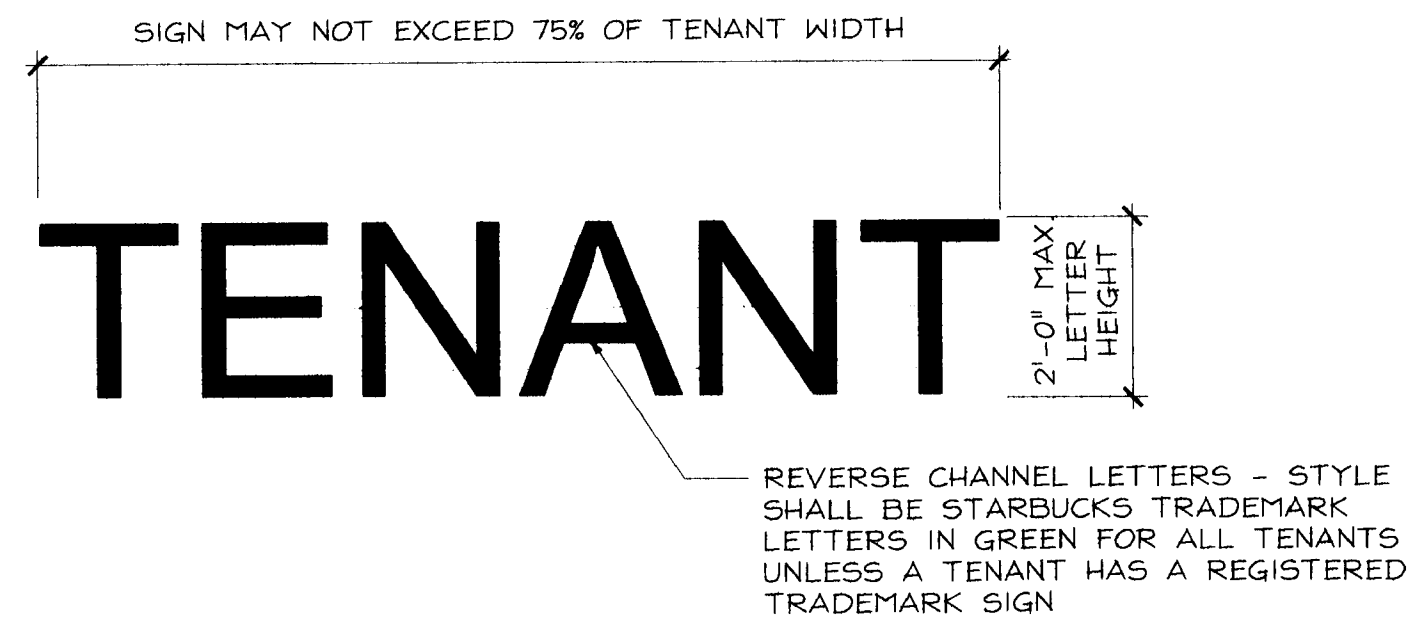 SIGN MAY NOT EXCEED 75% OF TENANT WIDTH
TENANT
2'-0" MAX.
LETTER
HEIGHT
REVERSE CHANNEL LETTERS - STYLE
SHALL BE STARBUCKS TRADEMARK
LETTERS IN GREEN FOR ALL TENANTS
UNLESS A TENANT HAS A REGISTERED
TRADEMARK SIGN